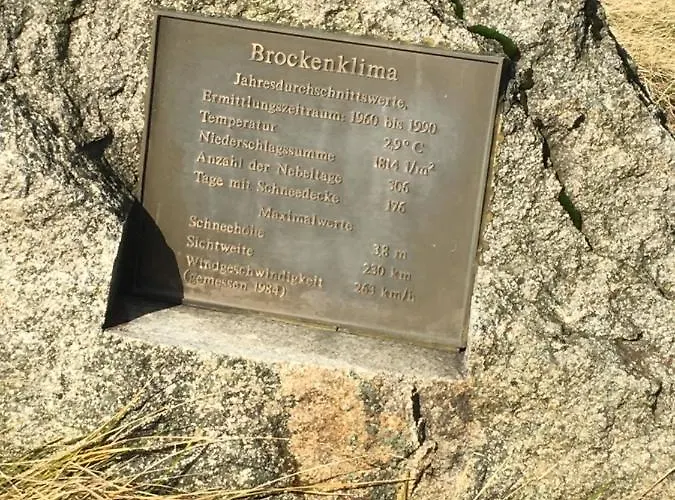 Brockenklima
Jahresdurchschnittswerte,
Ermittlungszeitraum: 1960 bis 1990
Temperatur 2,9° C
Niederschlagssumme 1814 l/m²
Anzahl der Nebeltage 306
Tage mit Schneedecke 176
Maximalwerte
Schneehöhe 3,8 m
Sichtweite 230 km
Windgeschwindigkeit 263 km/h
(gemessen 1984)